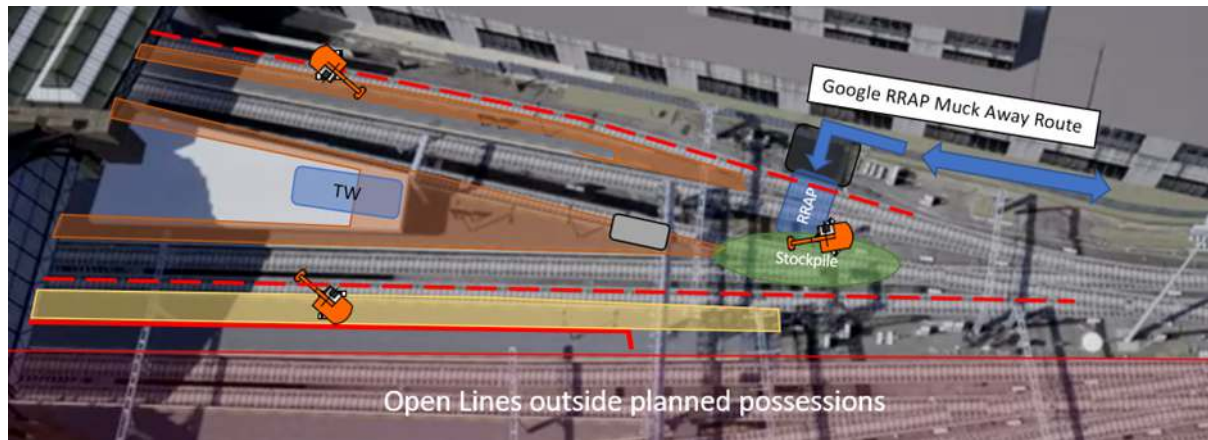 Google RRAP Muck Away Route
TW
RRAP
Stockpile
Open Lines outside planned possessions